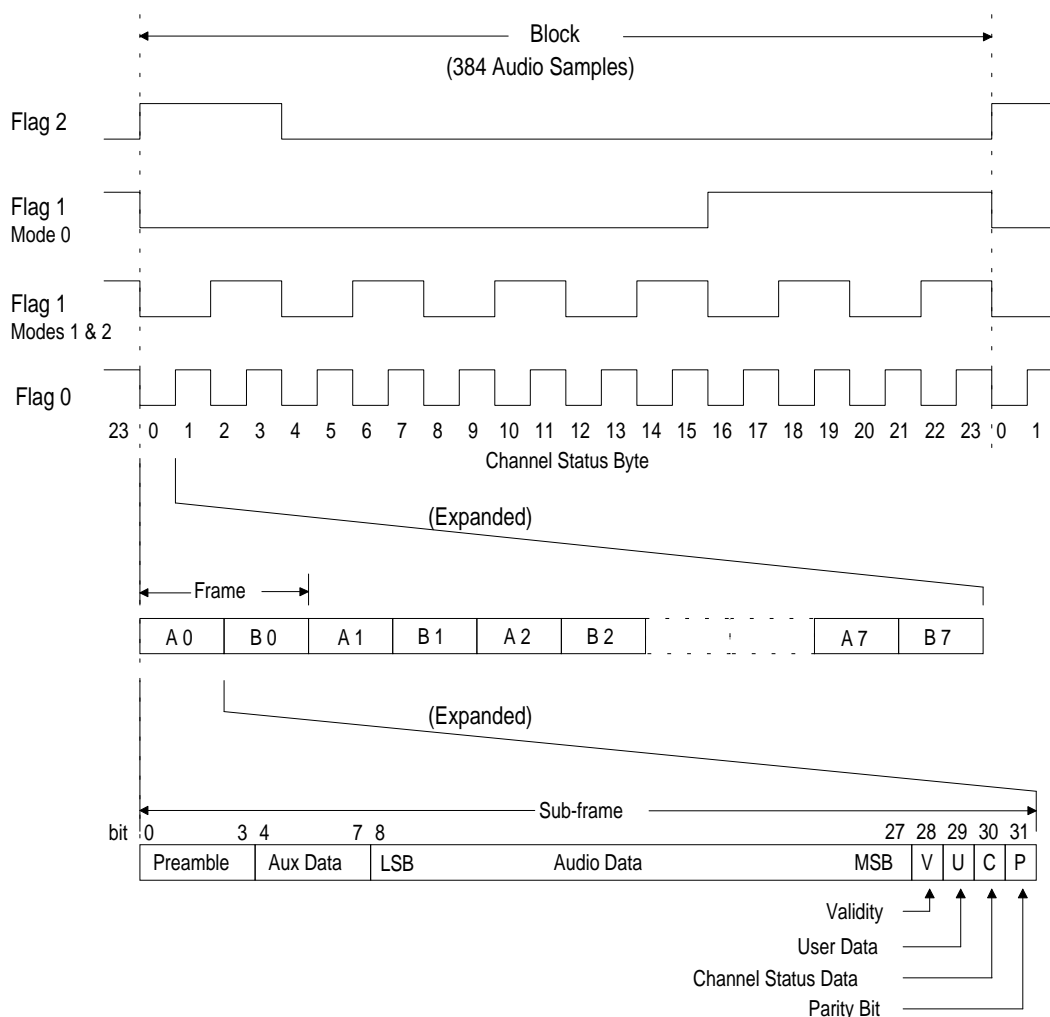 Block
(384 Audio Samples)
Flag 2
Flag 1
Mode 0
Flag 1
Modes 1 & 2
Flag 0
23 0 1 2 3 4 5 6 7 8 9 10 11 12 13 14 15 16 17 18 19 20 21 22 23 0 1
Channel Status Byte
(Expanded)
Frame
A 0 B 0 A 1 B 1 A 2 B 2 A 7 B 7
(Expanded)
Sub-frame
bit 0 3 4 7 8 27 28 29 30 31
Preamble Aux Data LSB Audio Data MSB V U C P
Validity
User Data
Channel Status Data
Parity Bit